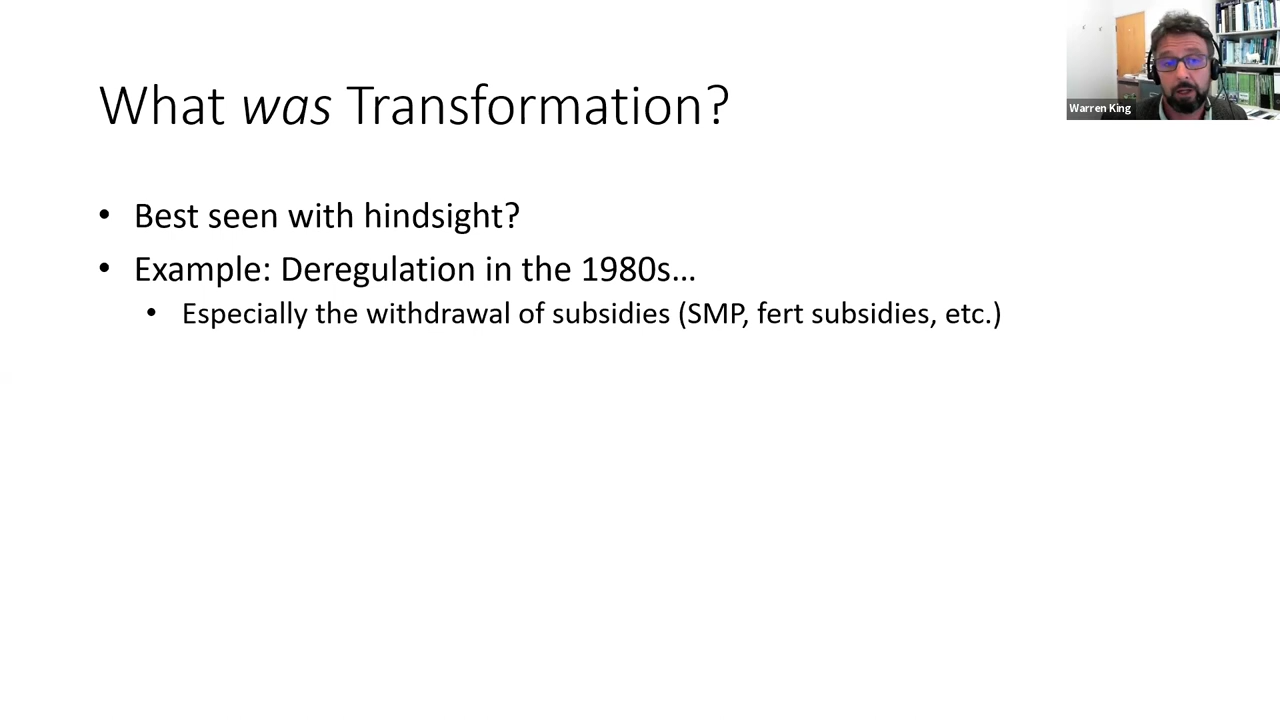 What was Transformation?
Warren King
• Best seen with hindsight?
• Example: Deregulation in the 1980s...
• Especially the withdrawal of subsidies (SMP, fert subsidies, etc.)